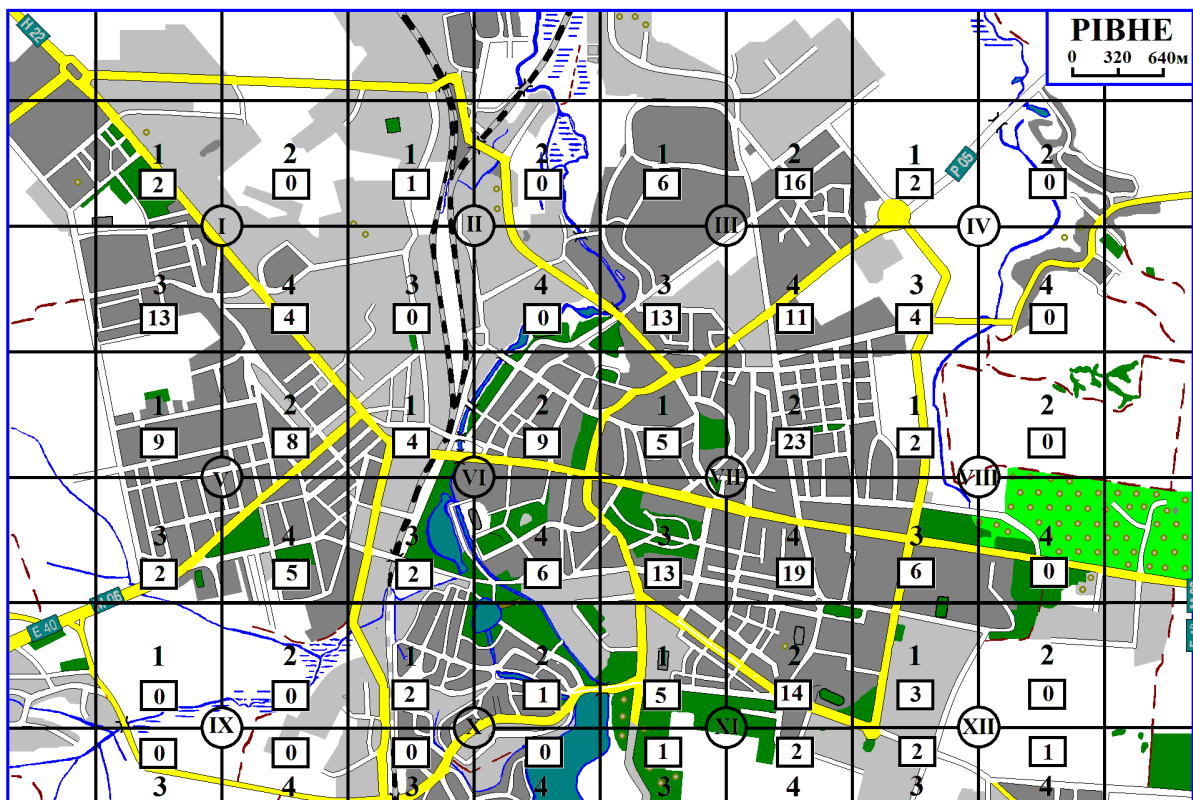 H 22
РІВНЕ
0 320 640м
1 2 1 2 1 2 1 2
2 0 1 0 6 16 2 0
P 05
I II III IV
3 4 3 4 3 4 3 4
13 4 0 0 13 11 4 0
1 2 1 2 1 2 1 2
9 8 4 9 5 23 2 0
V VI VII VIII
3 4 3 4 3 4 3 4
2 5 2 6 13 19 6 0
M 06
E 40
1 2 1 2 1 2 1 2
0 0 2 1 5 14 3 0
IX X XI XII
0 0 0 0 1 2 2 1
3 4 3 4 3 4 3 4